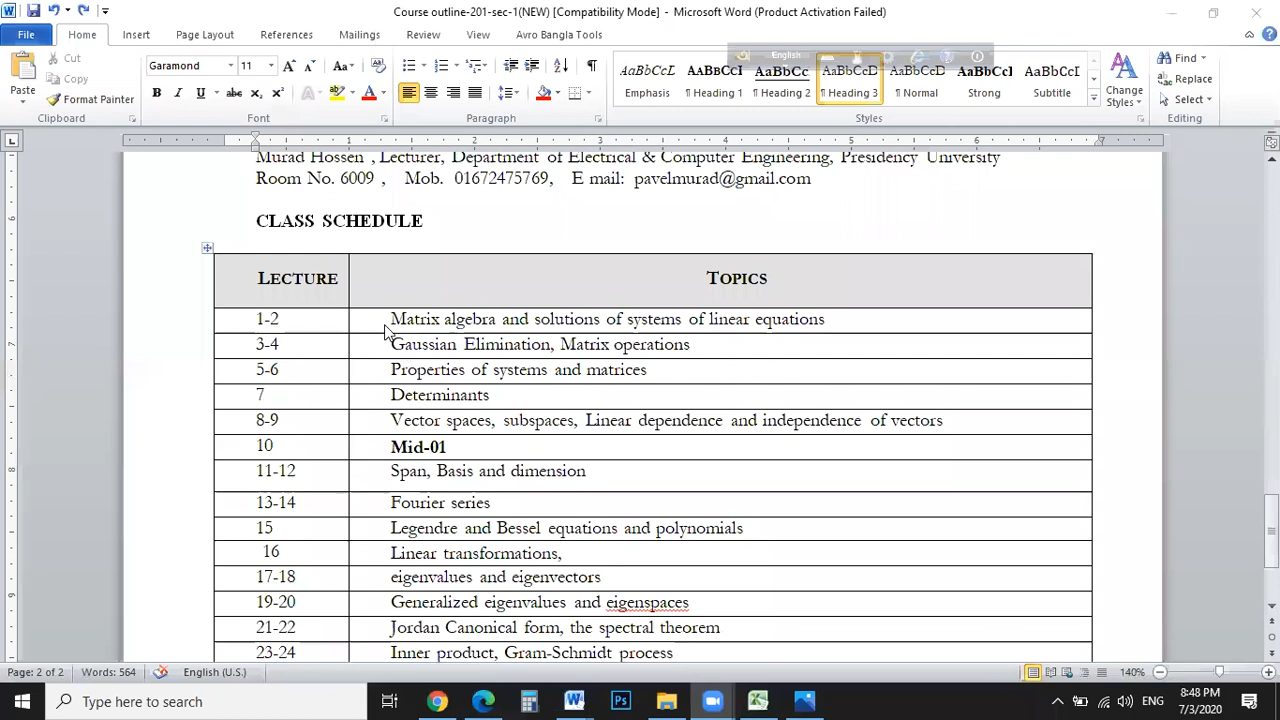 Course outline-201-sec-1(NEW) [Compatibility Mode] - Microsoft Word (Product Activation Failed)
File Home Insert Page Layout References Mailings Review View Avro Bangla Tools
Paste
Cut
Copy
Format Painter
Clipboard
Garamond 11
Font
Paragraph
English
AaBbCcL AaBbCcI AaBbCc AaBbCcD AaBbCcD AaBbCcI AaBbCcD
Emphasis ¶ Heading 1 ¶ Heading 2 ¶ Heading 3 ¶ Normal Strong Subtitle
Styles
Change Styles
Find
Replace
Select
Editing
Murad Hossen , Lecturer, Department of Electrical & Computer Engineering, Presidency University
Room No. 6009 , Mob. 01672475769, E mail: pavelmurad@gmail.com
CLASS SCHEDULE
LECTURE TOPICS
1-2 Matrix algebra and solutions of systems of linear equations
3-4 Gaussian Elimination, Matrix operations
5-6 Properties of systems and matrices
7 Determinants
8-9 Vector spaces, subspaces, Linear dependence and independence of vectors
10 Mid-01
11-12 Span, Basis and dimension
13-14 Fourier series
15 Legendre and Bessel equations and polynomials
16 Linear transformations,
17-18 eigenvalues and eigenvectors
19-20 Generalized eigenvalues and eigenspaces
21-22 Jordan Canonical form, the spectral theorem
23-24 Inner product, Gram-Schmidt process
Page: 2 of 2 Words: 564 English (U.S.) 140%
Type here to search
ENG
8:48 PM
7/3/2020